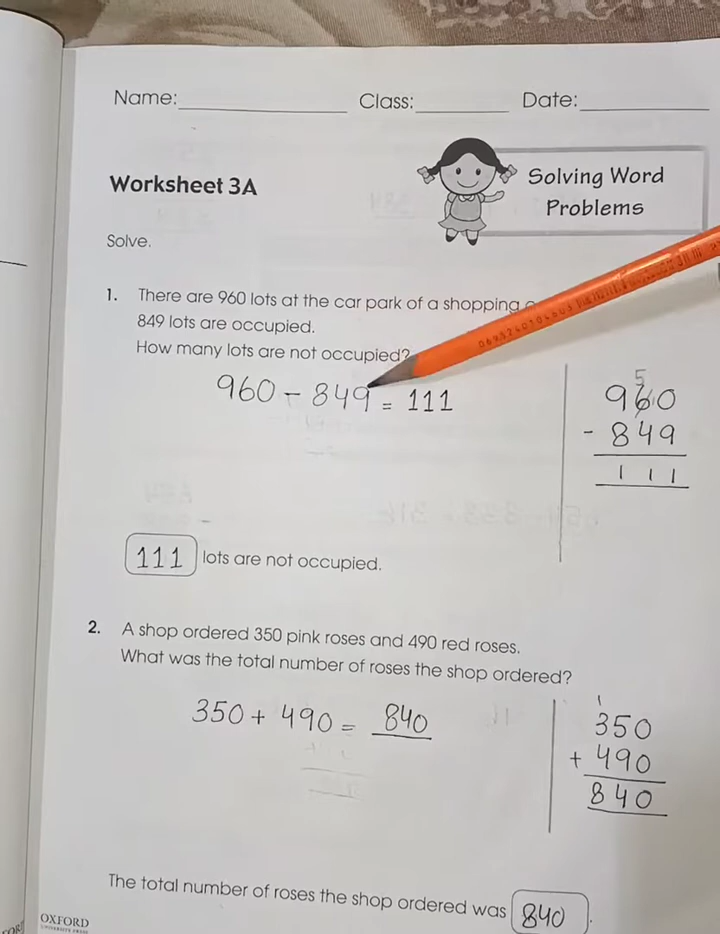 Name: Class: Date:
Worksheet 3A
Solving Word
Problems
Solve.
1. There are 960 lots at the car park of a shopping
849 lots are occupied.
How many lots are not occupied?
960 - 849 = 111
5
960
- 849
111
111 lots are not occupied.
2. A shop ordered 350 pink roses and 490 red roses.
What was the total number of roses the shop ordered?
350 + 490 = 840
1
350
+ 490
840
The total number of roses the shop ordered was 840.
OXFORD
UNIVERSITY PRESS